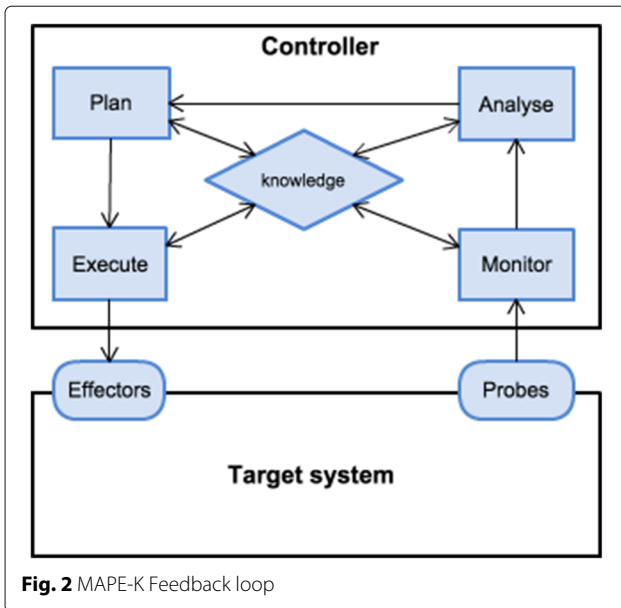 Controller
Plan
Analyse
knowledge
Execute
Monitor
Effectors
Probes
Target system
Fig. 2 MAPE-K Feedback loop